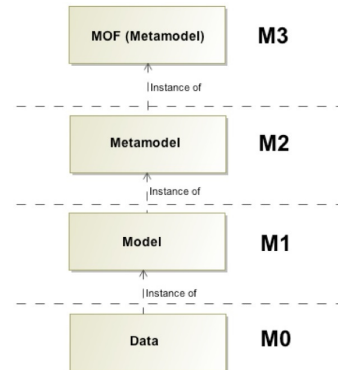 MOF (Metamodel) M3
Instance of
Metamodel M2
Instance of
Model M1
Instance of
Data M0